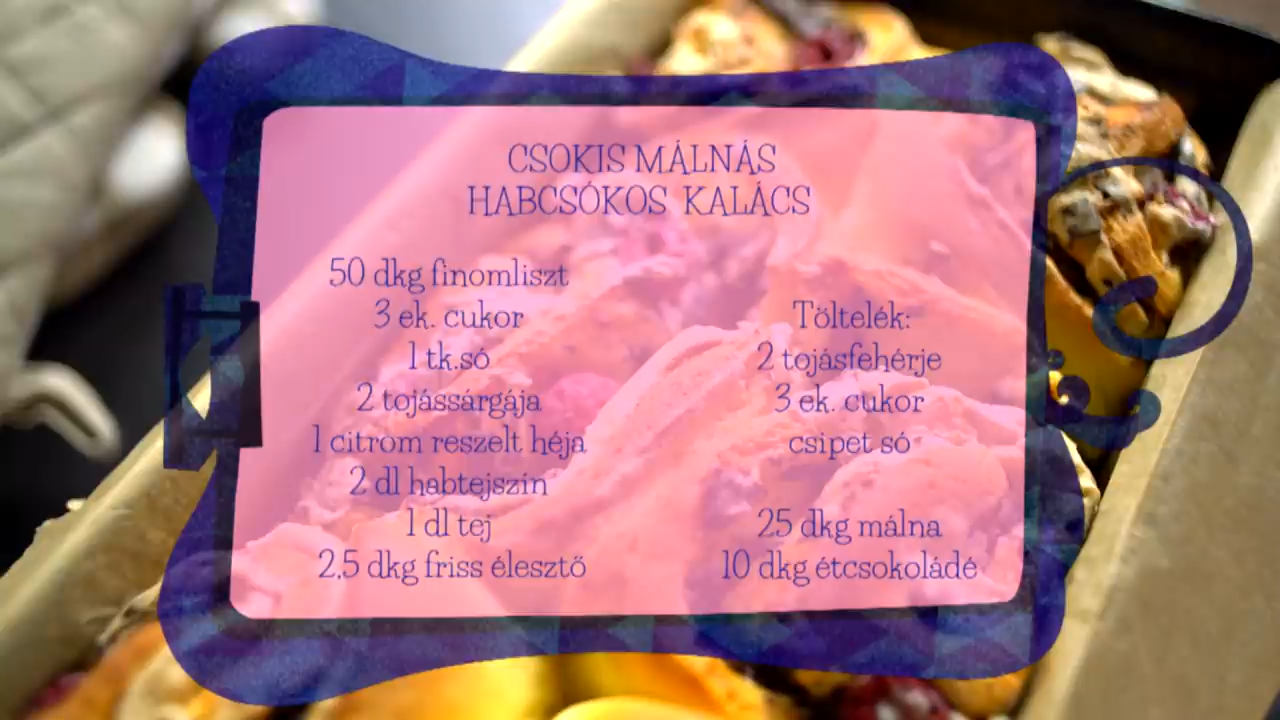 CSOKIS MÁLNÁS
HABCSÓKOS KALÁCS
50 dkg finomliszt
3 ek. cukor
1 tk.só
2 tojássárgája
1 citrom reszelt héja
2 dl habtejszín
1 dl tej
2,5 dkg friss élesztő
Töltelék:
2 tojásfehérje
3 ek. cukor
csipet só
25 dkg málna
10 dkg étcsokoládé